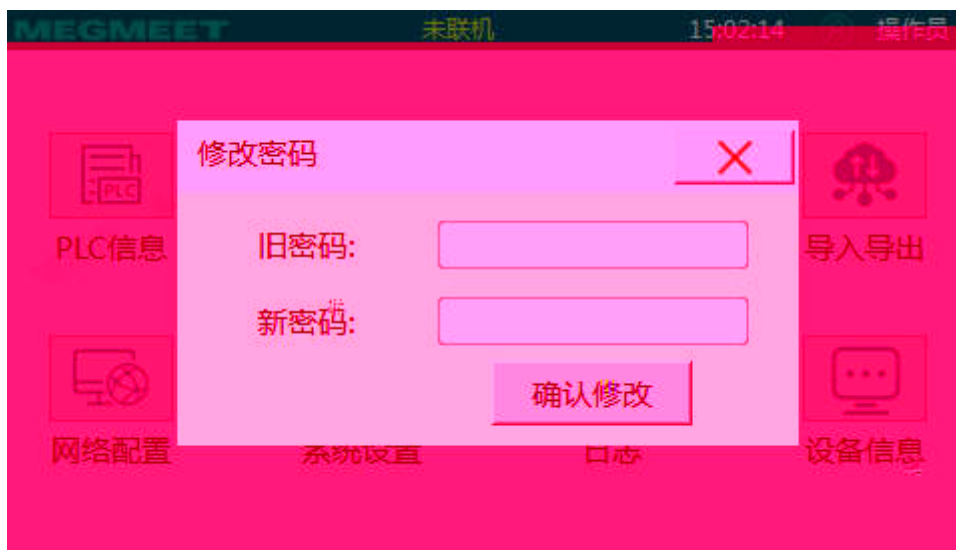 MEGMEET 未联机 15:02:14 操作员
修改密码
PLC
PLC信息 旧密码: 导入导出
新密码:
确认修改
网络配置 系统设置 日志 设备信息